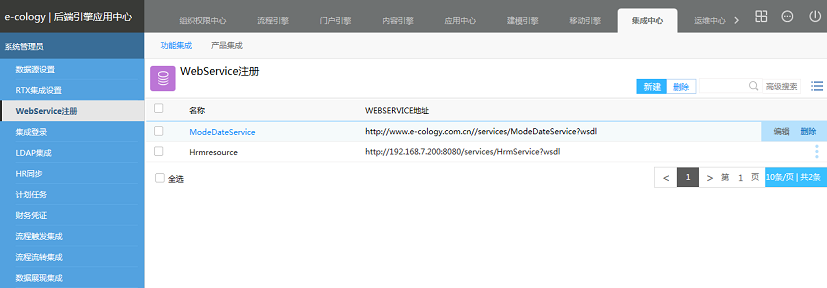 e-cology | 后端引擎应用中心
组织权限中心 流程引擎 门户引擎 内容引擎 应用中心 建模引擎 移动引擎 集成中心 运维中心
系统管理员
功能集成 产品集成
数据源设置
RTX集成设置
WebService注册
集成登录
LDAP集成
HR同步
计划任务
财务凭证
流程触发集成
流程流转集成
数据展现集成
WebService注册
新建 删除 高级搜索
名称 WEBSERVICE地址
ModeDateService http://www.e-cology.com.cn//services/ModeDateService?wsdl 编辑 删除
Hrmresource http://192.168.7.200:8080/services/HrmService?wsdl
全选 < 1 > 第 1 页 10条/页 | 共2条